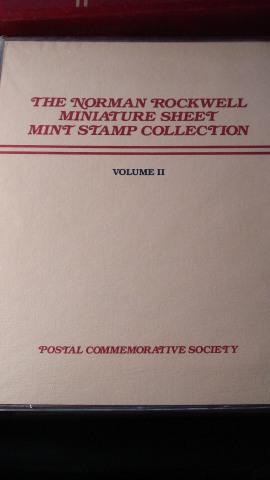 THE NORMAN ROCKWELL
MINIATURE SHEET
MINT STAMP COLLECTION
VOLUME II
POSTAL COMMEMORATIVE SOCIETY